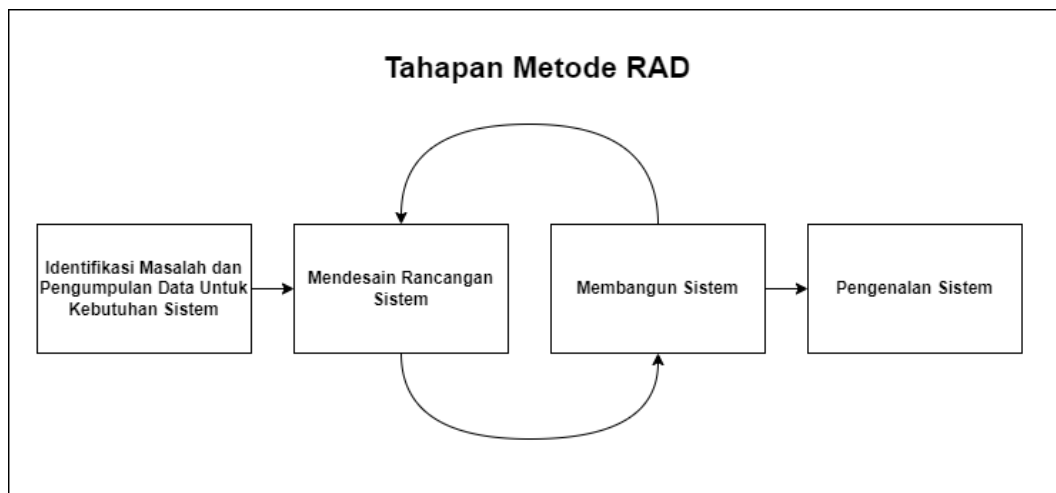 Tahapan Metode RAD
Identifikasi Masalah dan
Pengumpulan Data Untuk
Kebutuhan Sistem
Mendesain Rancangan
Sistem
Membangun Sistem
Pengenalan Sistem